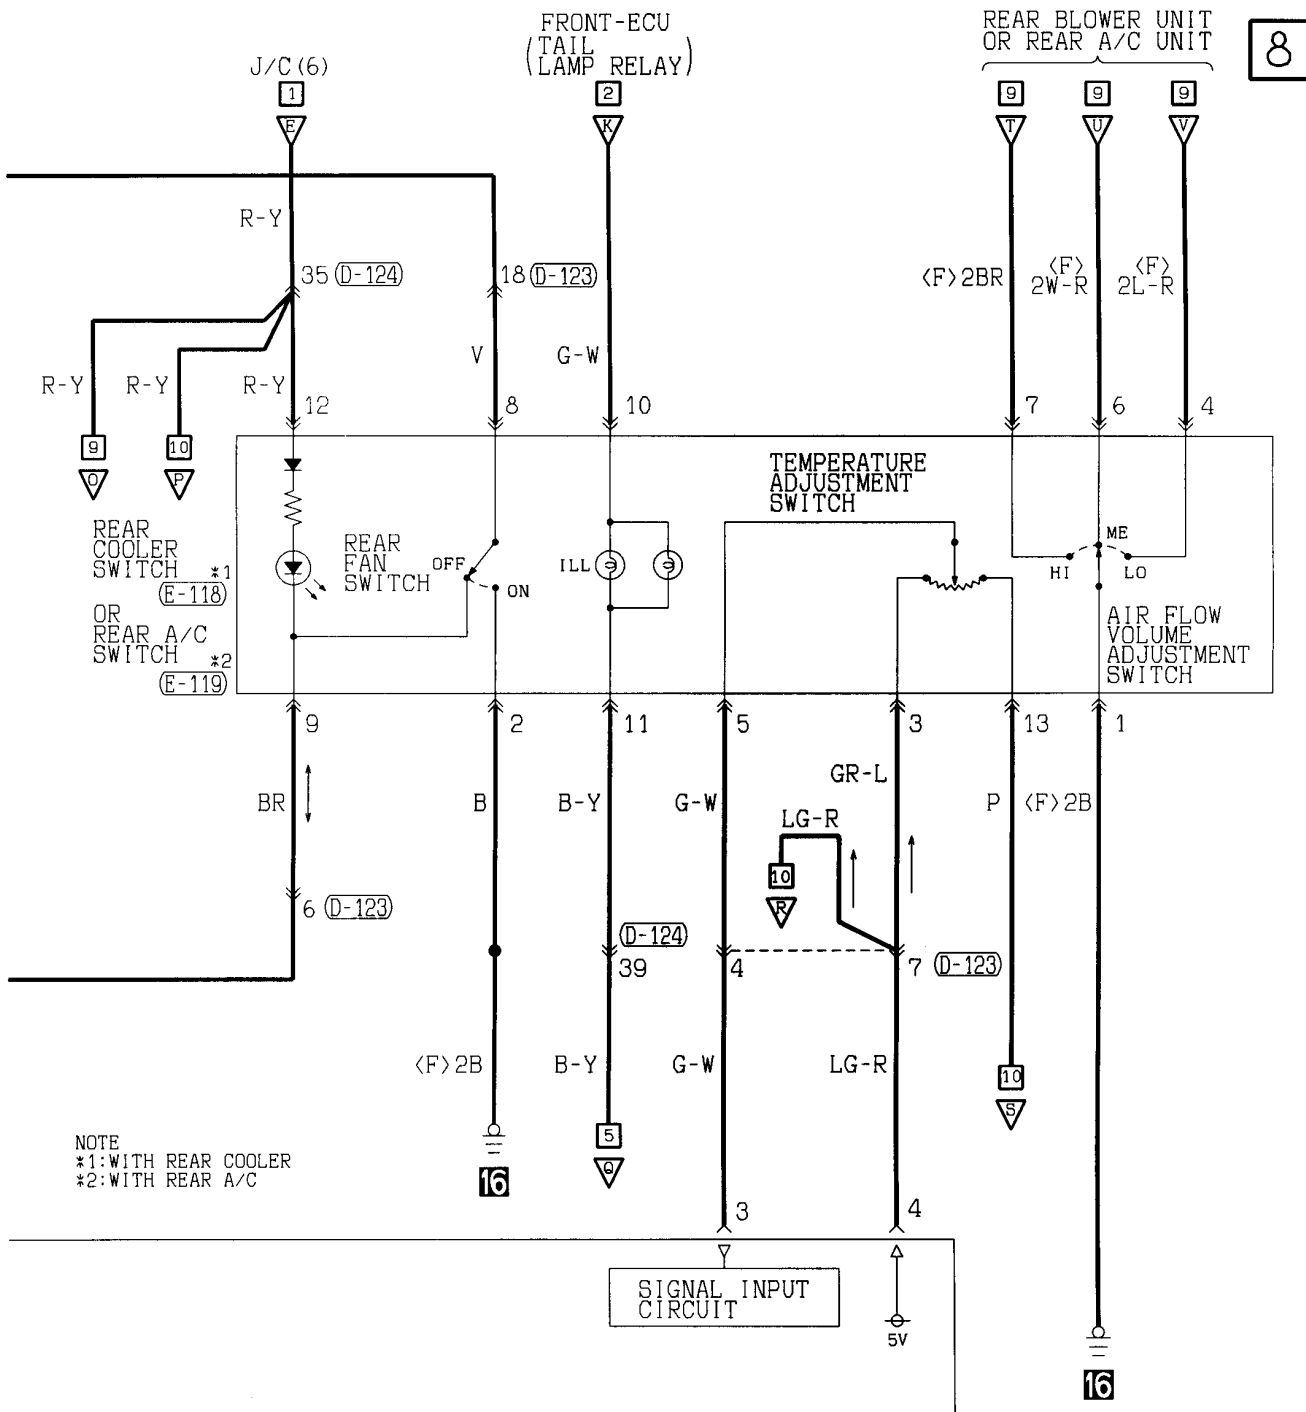 FRONT-ECU
(TAIL
LAMP RELAY)
REAR BLOWER UNIT
OR REAR A/C UNIT
8
J/C(6)
1
2
9
9
9
E
K
T
U
V
R-Y
35 (D-124)
18 (D-123)
<F>2BR
<F>
2W-R
<F>
2L-R
V
G-W
R-Y
R-Y
R-Y
12
8
10
7
6
4
9
10
O
P
TEMPERATURE
ADJUSTMENT
SWITCH
REAR
COOLER
SWITCH *1
(E-118)
OR
REAR A/C
SWITCH *2
(E-119)
REAR
FAN
SWITCH
OFF
ON
ILL
ME
HI
LO
AIR FLOW
VOLUME
ADJUSTMENT
SWITCH
9
2
11
5
3
13
1
GR-L
BR
B
B-Y
G-W
LG-R
P
<F>2B
10
R
6 (D-123)
(D-124)
39
4
7 (D-123)
<F>2B
B-Y
G-W
LG-R
10
S
5
Q
16
NOTE
*1:WITH REAR COOLER
*2:WITH REAR A/C
3
4
SIGNAL INPUT
CIRCUIT
5V
16